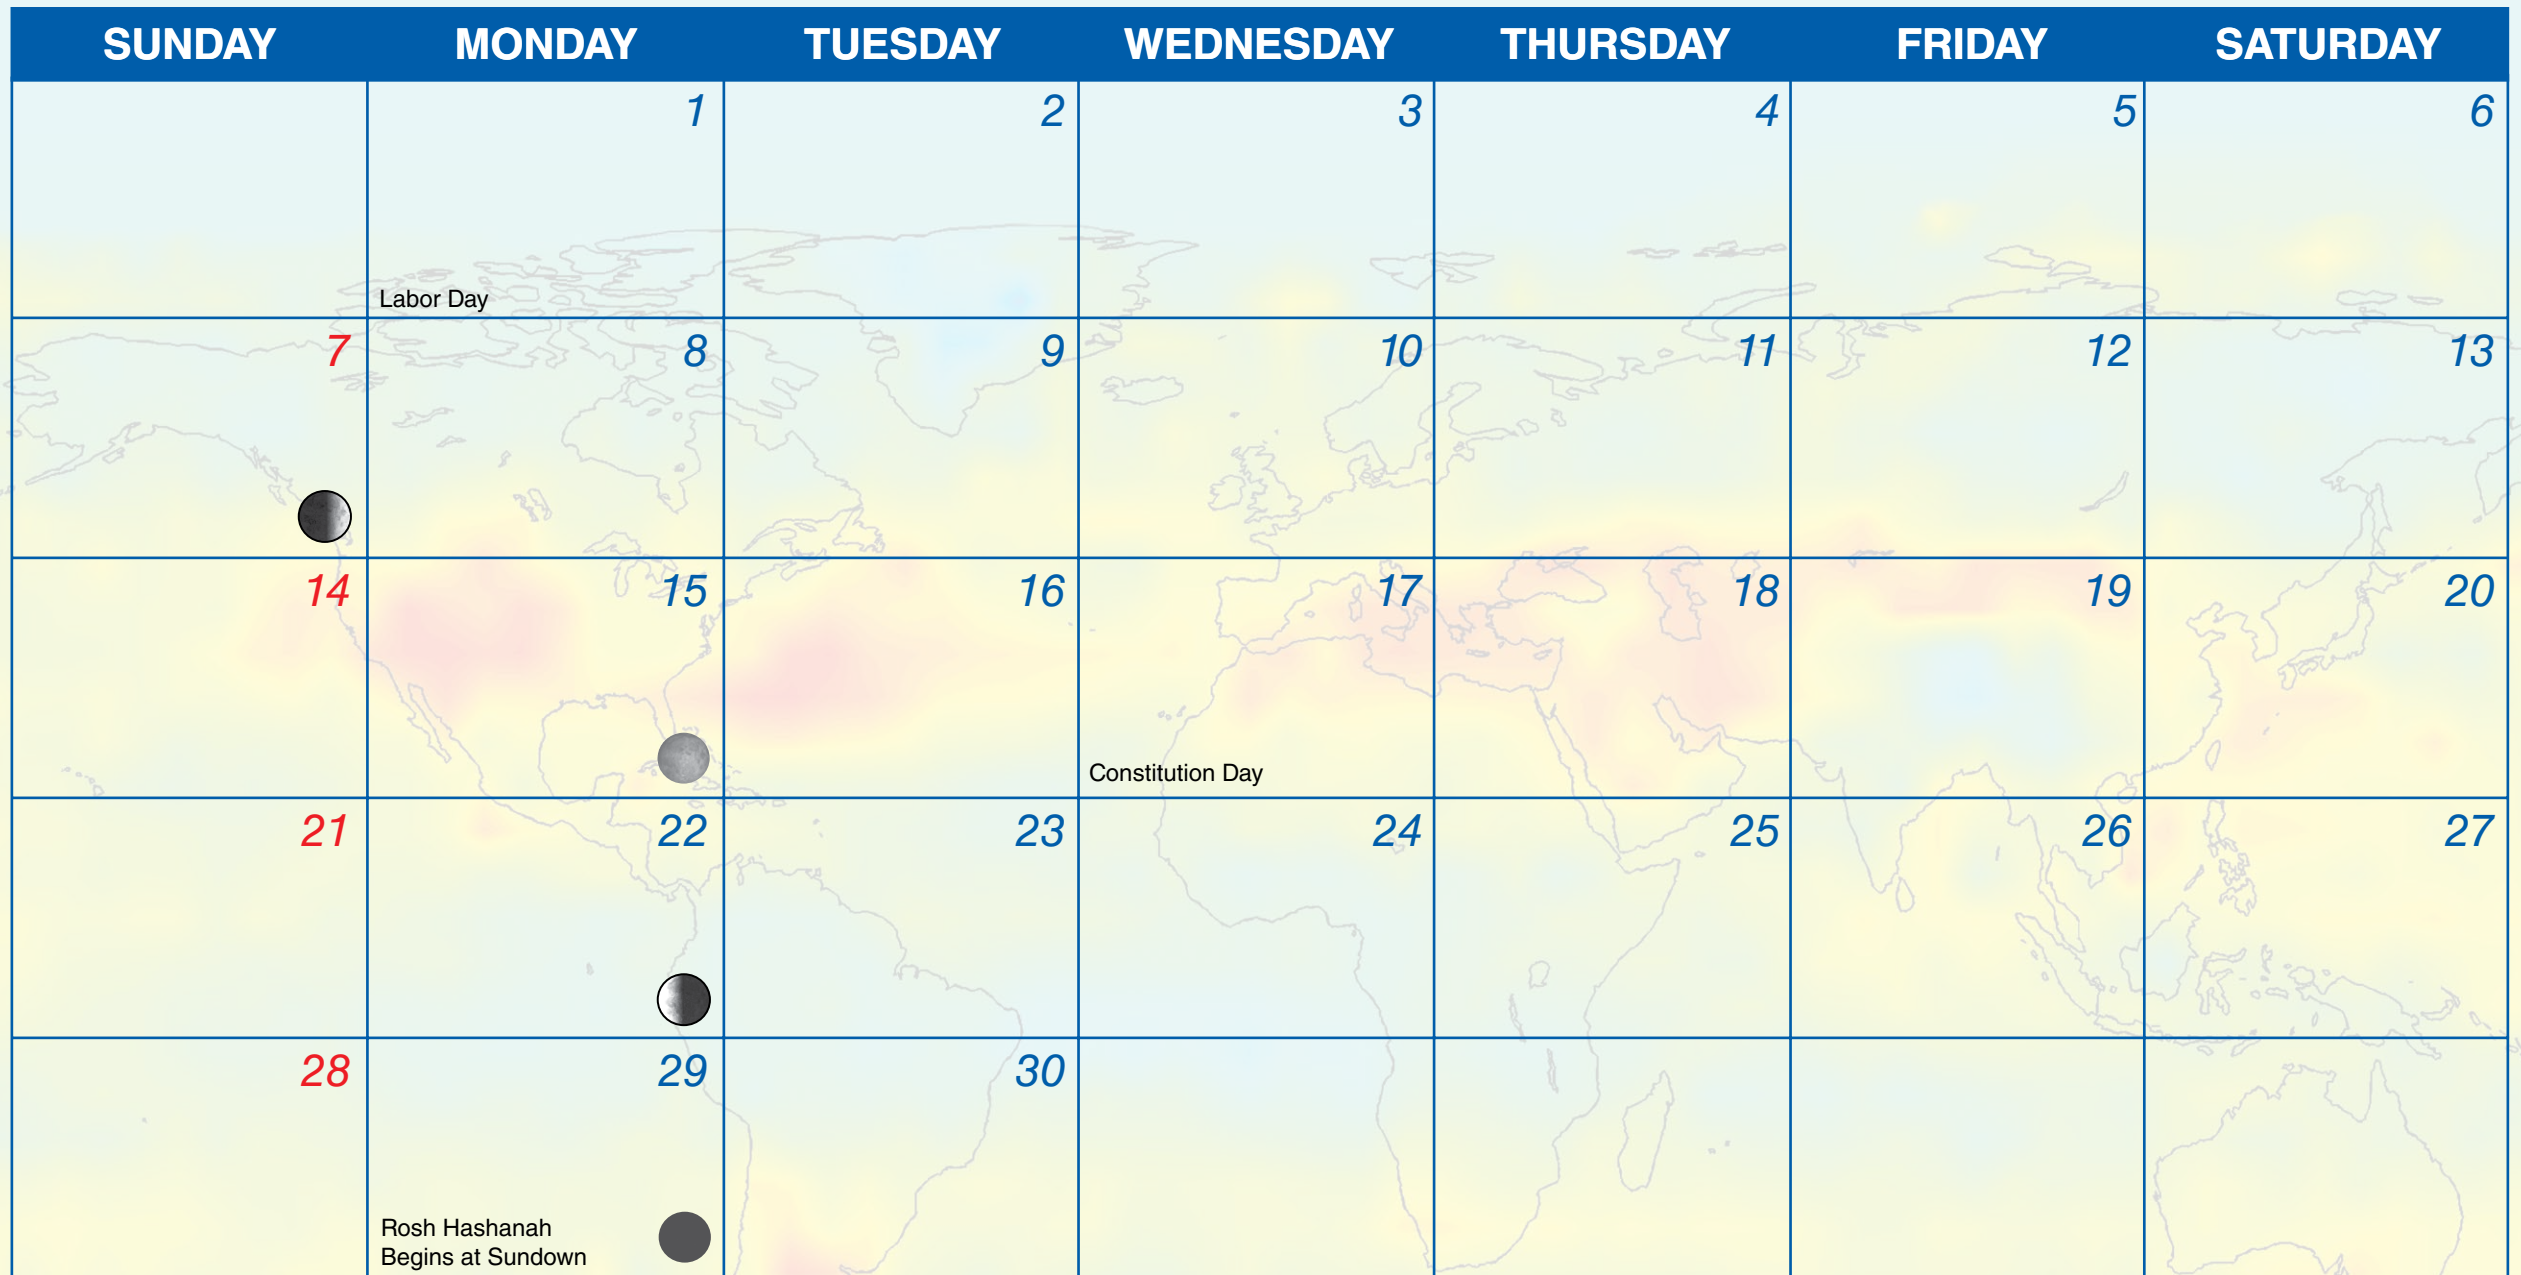 SUNDAY MONDAY TUESDAY WEDNESDAY THURSDAY FRIDAY SATURDAY
1 2 3 4 5 6
Labor Day
7 8 9 10 11 12 13
14 15 16 17 18 19 20
Constitution Day
21 22 23 24 25 26 27
28 29 30
Rosh Hashanah
Begins at Sundown